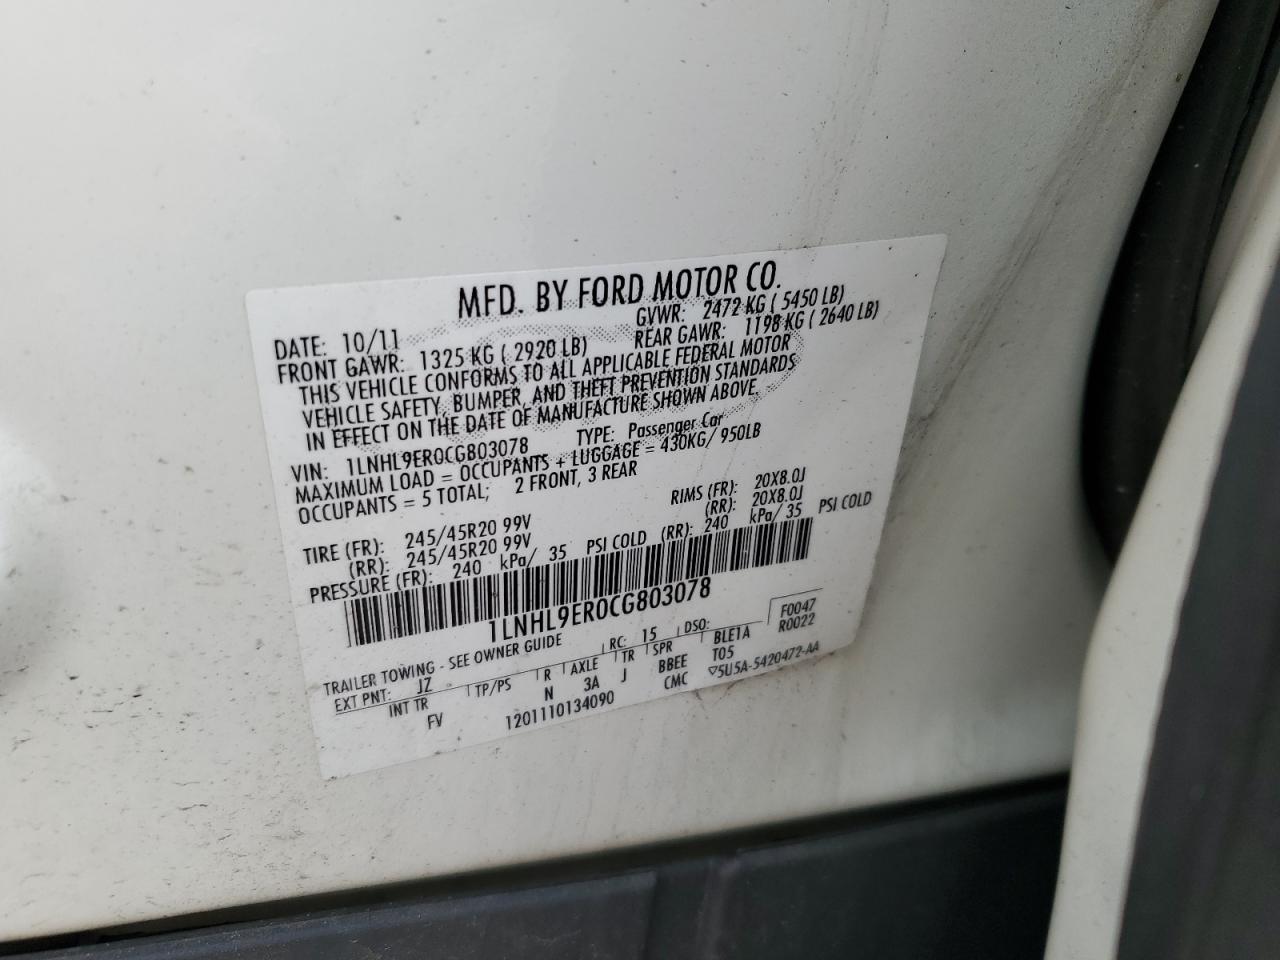 MFD. BY FORD MOTOR CO.
DATE: 10/11 GVWR: 2472 KG ( 5450 LB)
FRONT GAWR: 1325 KG ( 2920 LB) REAR GAWR: 1198 KG ( 2640 LB)
THIS VEHICLE CONFORMS TO ALL APPLICABLE FEDERAL MOTOR
VEHICLE SAFETY, BUMPER, AND THEFT PREVENTION STANDARDS
IN EFFECT ON THE DATE OF MANUFACTURE SHOWN ABOVE.
VIN: 1LNHL9ER0CG803078 TYPE: Passenger Car
MAXIMUM LOAD = OCCUPANTS + LUGGAGE = 430KG/ 950LB
OCCUPANTS = 5 TOTAL; 2 FRONT, 3 REAR
TIRE (FR): 245/45R20 99V RIMS (FR): 20X8.0J
(RR): 245/45R20 99V (RR): 20X8.0J
PRESSURE (FR): 240 kPa/ 35 PSI COLD (RR): 240 kPa/ 35 PSI COLD
1LNHL9ER0CG803078
F0047
R0022
TRAILER TOWING - SEE OWNER GUIDE
EXT PNT: JZ RC: 15 DSO:
INT TR TP/PS R AXLE TR SPR BLE1A
FV N 3A J BBEE T05
1201110134090 CMC ▽5U5A-5420472-AA